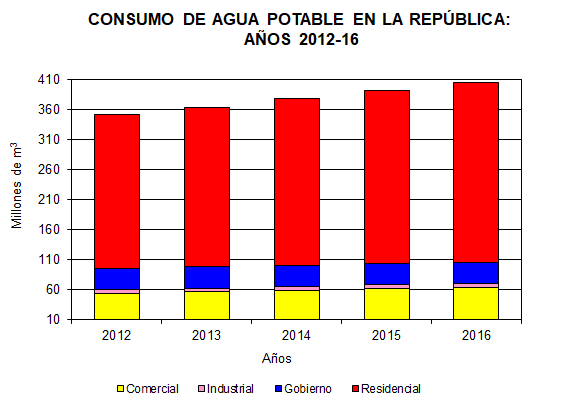 CONSUMO DE AGUA POTABLE EN LA REPÚBLICA:
AÑOS 2012-16
Millones de m³
410
360
310
260
210
160
110
60
10
2012 2013 2014 2015 2016
Años
Comercial Industrial Gobierno Residencial